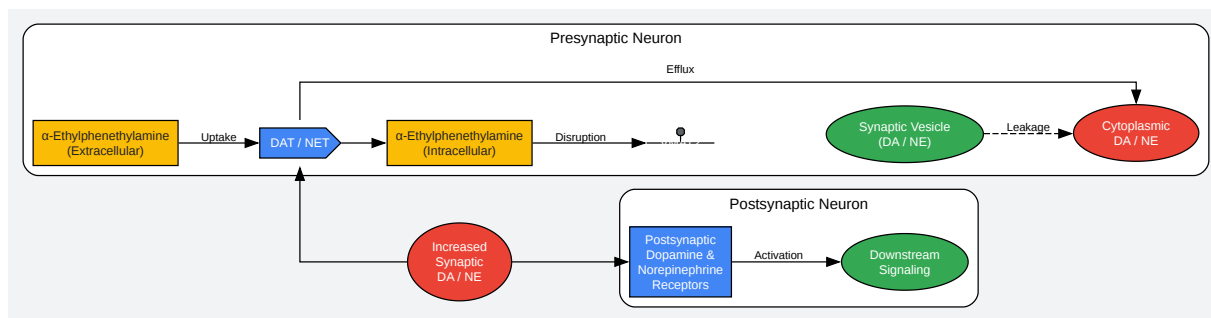 Presynaptic Neuron
Efflux
α-Ethylphenethylamine
(Extracellular)
Uptake
DAT / NET
α-Ethylphenethylamine
(Intracellular)
Disruption
Synaptic Vesicle
(DA / NE)
Leakage
Cytoplasmic
DA / NE
Increased
Synaptic
DA / NE
Postsynaptic Neuron
Postsynaptic
Dopamine &
Norepinephrine
Receptors
Activation
Downstream
Signaling